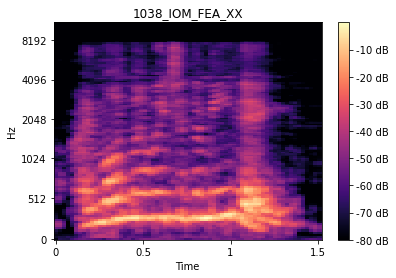 1038_IOM_FEA_XX
8192
4096
2048
1024
512
0
Hz
0
0.5
1
1.5
Time
-10 dB
-20 dB
-30 dB
-40 dB
-50 dB
-60 dB
-70 dB
-80 dB